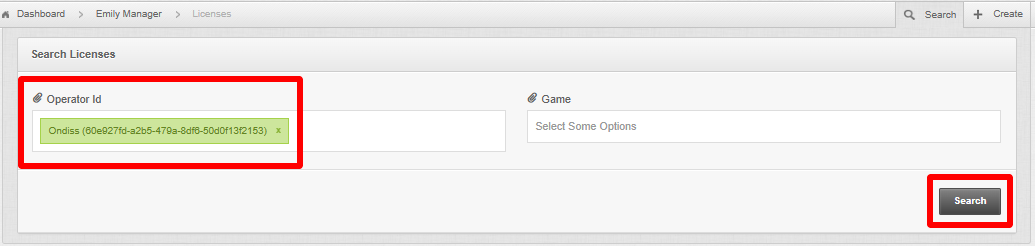 Dashboard > Emily Manager > Licenses Search + Create
Search Licenses
Operator Id Game
Ondiss (60e927fd-a2b5-479a-8df6-50d0f13f2153) x Select Some Options
Search